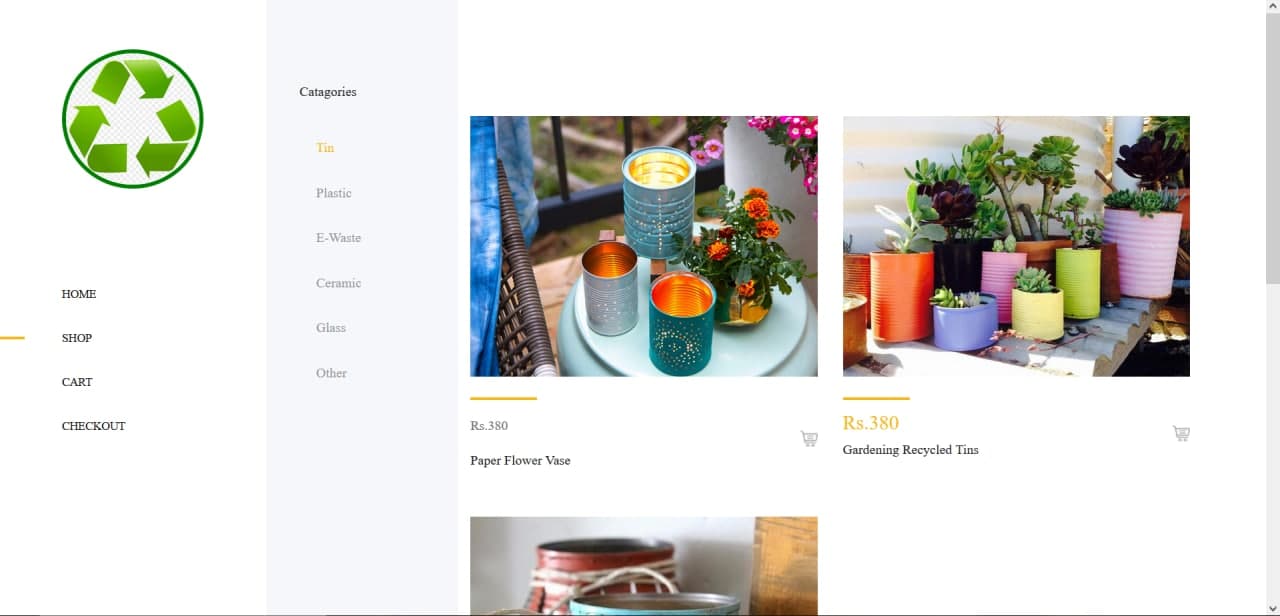 HOME
SHOP
CART
CHECKOUT
Catagories
Tin
Plastic
E-Waste
Ceramic
Glass
Other
Rs.380
Paper Flower Vase
Rs.380
Gardening Recycled Tins